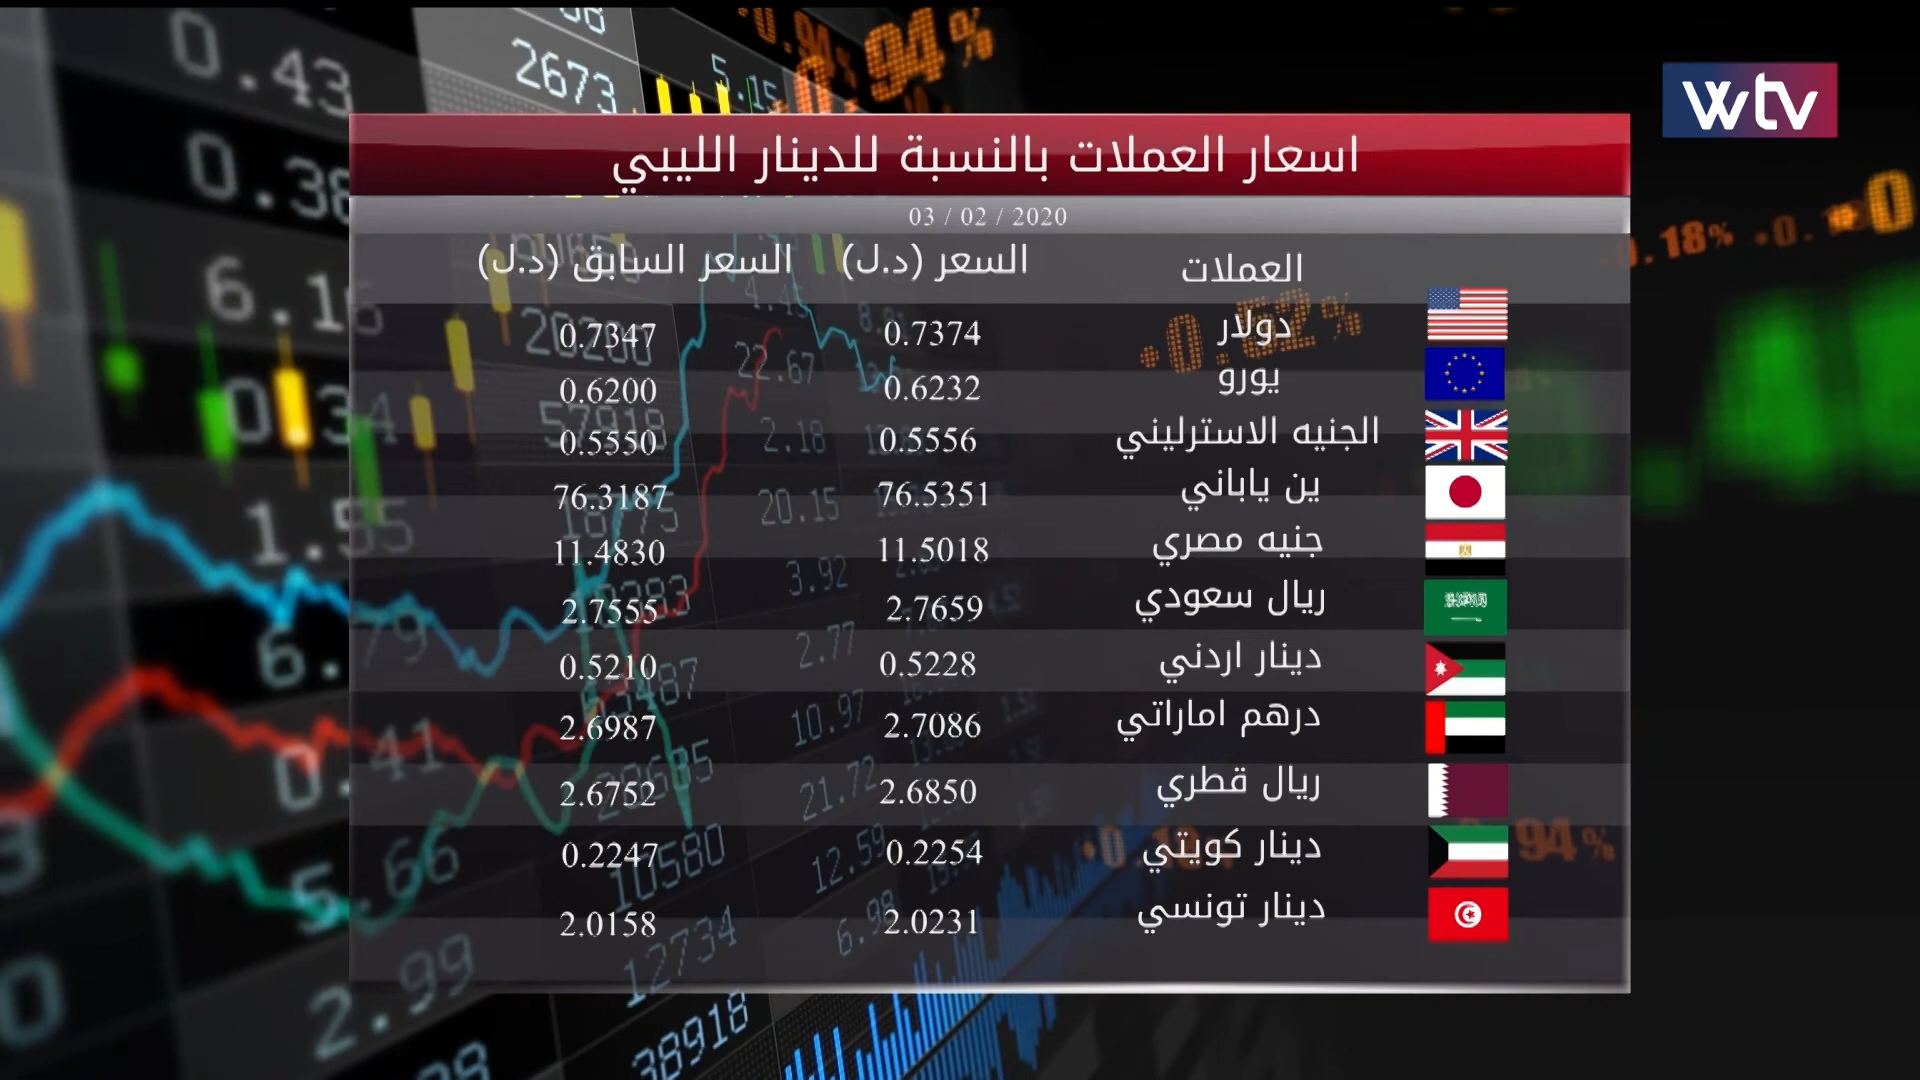 wtv
اسعار العملات بالنسبة للدينار الليبي
03 / 02 / 2020
العملات السعر (د.ل) السعر السابق (د.ل)
دولار 0.7374 0.7347
يورو 0.6232 0.6200
الجنيه الاسترليني 0.5556 0.5550
ين ياباني 76.5351 76.3187
جنيه مصري 11.5018 11.4830
ريال سعودي 2.7659 2.7555
دينار اردني 0.5228 0.5210
درهم اماراتي 2.7086 2.6987
ريال قطري 2.6850 2.6752
دينار كويتي 0.2254 0.2247
دينار تونسي 2.0231 2.0158